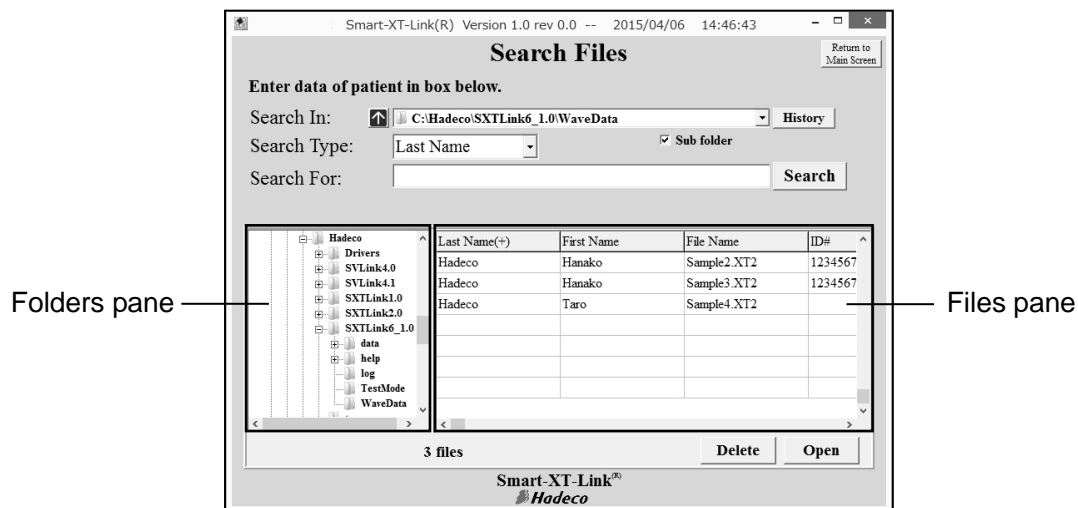 Smart-XT-Link(R) Version 1.0 rev 0.0 -- 2015/04/06 14:46:43
Search Files
Return to
Main Screen
Enter data of patient in box below.
Search In: C:\Hadeco\SXTLink6_1.0\WaveData History
Search Type: Last Name Sub folder
Search For: Search
Folders pane
Hadeco
Drivers
SVLink4.0
SVLink4.1
SXTLink1.0
SXTLink2.0
SXTLink6_1.0
data
help
log
TestMode
WaveData
Last Name(+) First Name File Name ID#
Hadeco Hanako Sample2.XT2 1234567
Hadeco Hanako Sample3.XT2 1234567
Hadeco Taro Sample4.XT2
Files pane
3 files Delete Open
Smart-XT-Link(R)
Hadeco